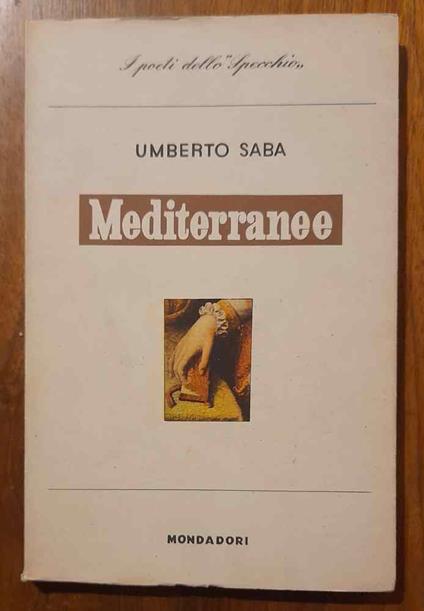 I poeti dello "Specchio„
UMBERTO SABA
Mediterranee
MONDADORI